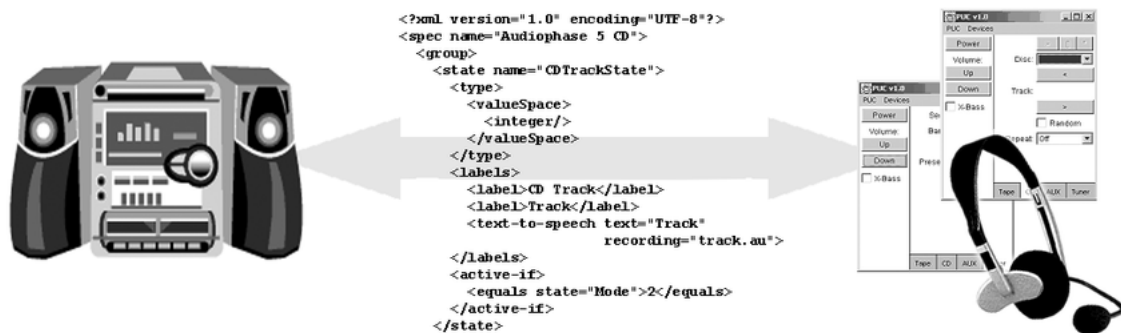 <?xml version="1.0" encoding="UTF-8"?>
<spec name="Audiophase 5 CD">
<group>
<state name="CDTrackState">
<type>
<valueSpace>
<integer/>
</valueSpace>
</type>
<labels>
<label>CD Track</label>
<label>Track</label>
<text-to-speech text="Track"
recording="track.au">
</labels>
<active-if>
<equals state="Mode">2</equals>
</active-if>
</state>
PUC v1.0
PUC Devices
Power
Volume:
Up
Down
X-Bass
Tape CD AUX
PUC v1.0
PUC Devices
Power
Volume:
Up
Down
X-Bass
Disc:
<
Track:
>
Random
Off
Tape AUX Tuner